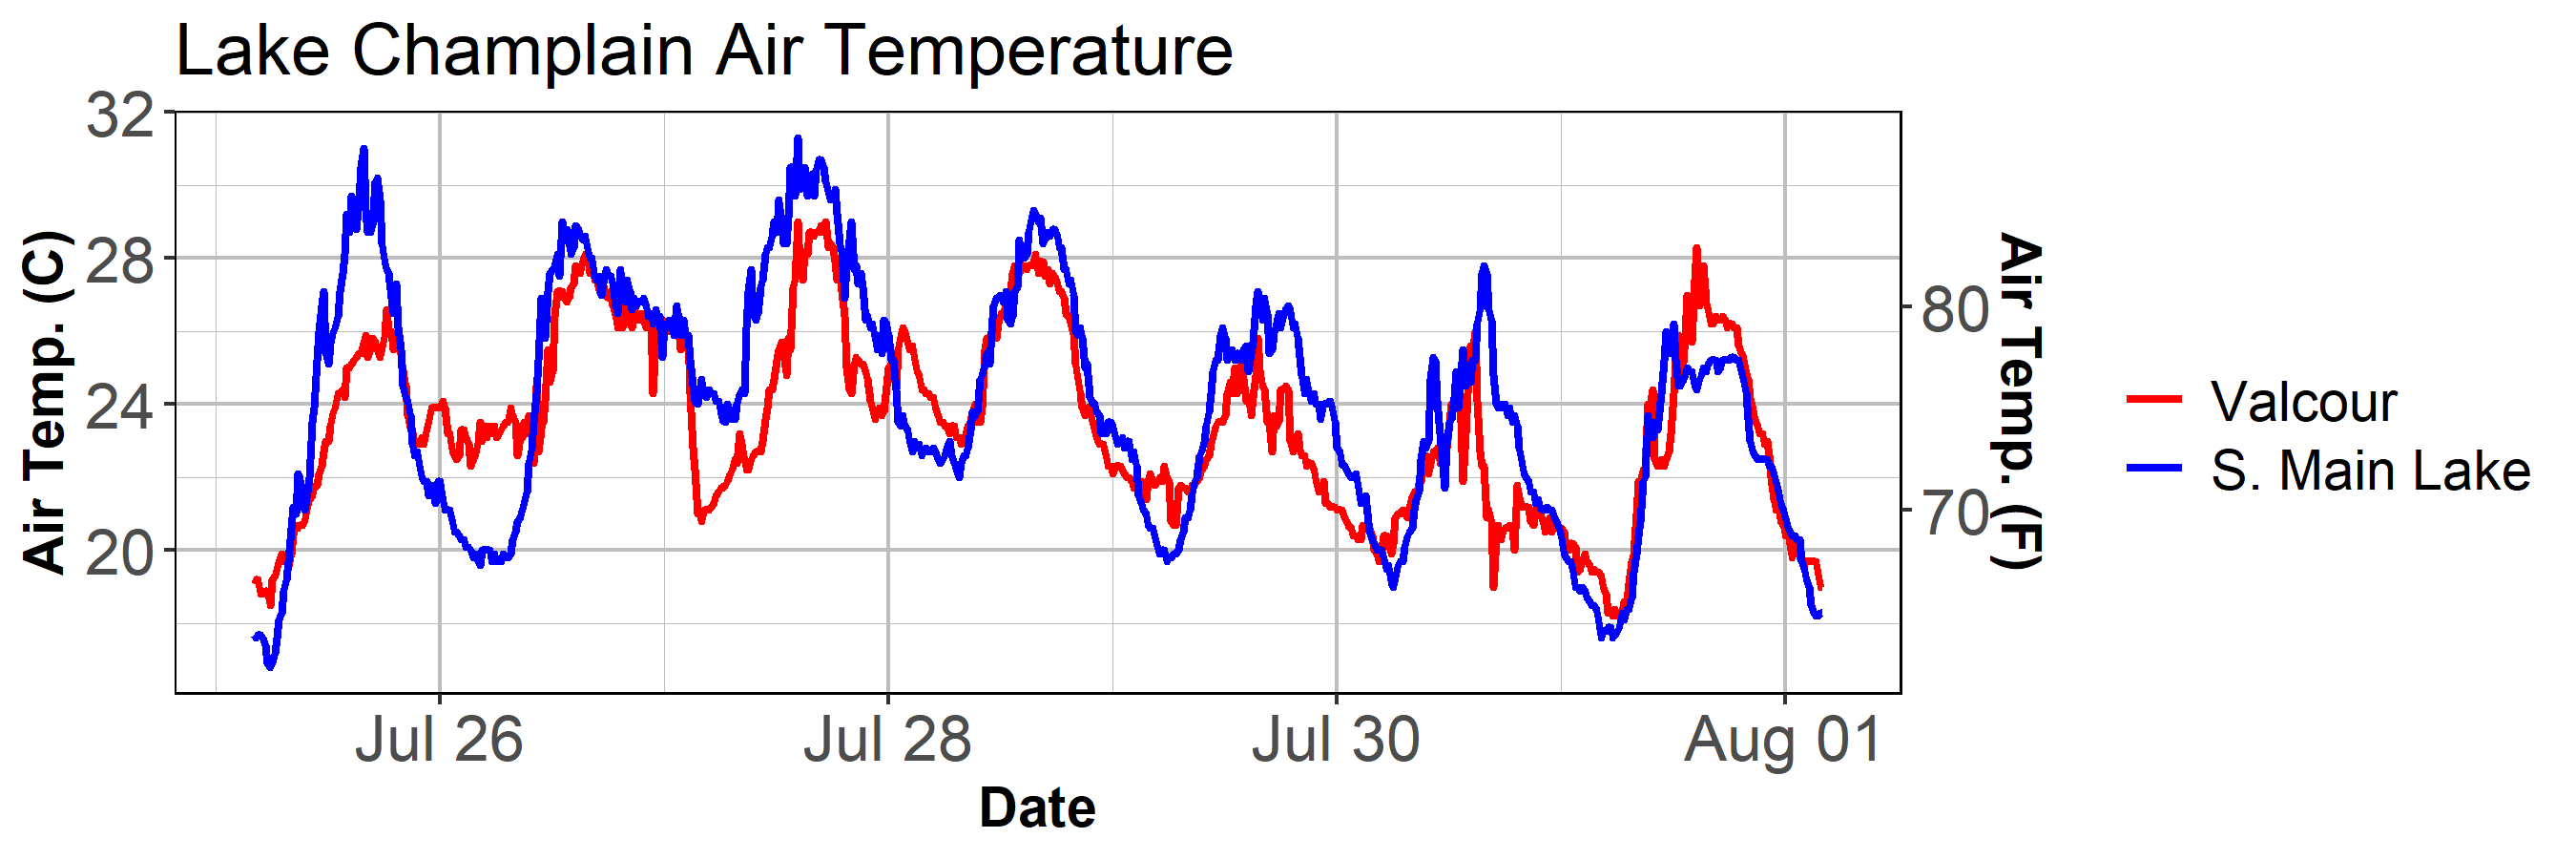 Lake Champlain Air Temperature
Air Temp. (C)
32
28
24
20
Air Temp. (F)
80
70
Valcour
S. Main Lake
Jul 26
Jul 28
Jul 30
Aug 01
Date